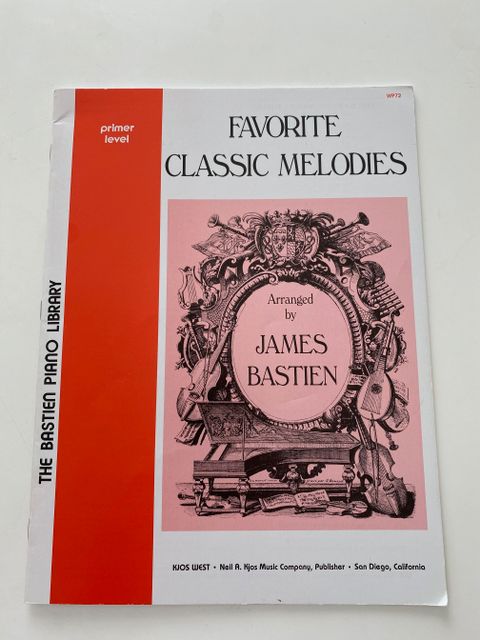 WP72
primer
level
FAVORITE
CLASSIC MELODIES
Arranged
by
JAMES
BASTIEN
THE BASTIEN PIANO LIBRARY
KJOS WEST • Neil A. Kjos Music Company, Publisher • San Diego, California